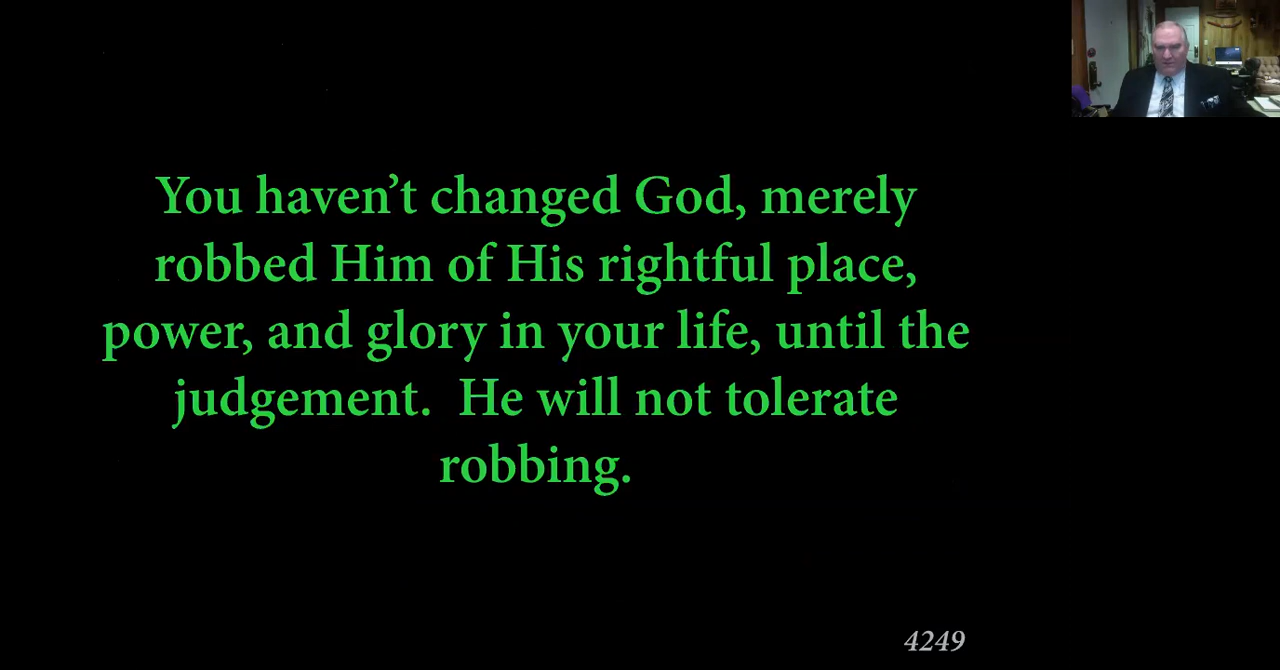 You haven’t changed God, merely
robbed Him of His rightful place,
power, and glory in your life, until the
judgement.  He will not tolerate
robbing.
4249